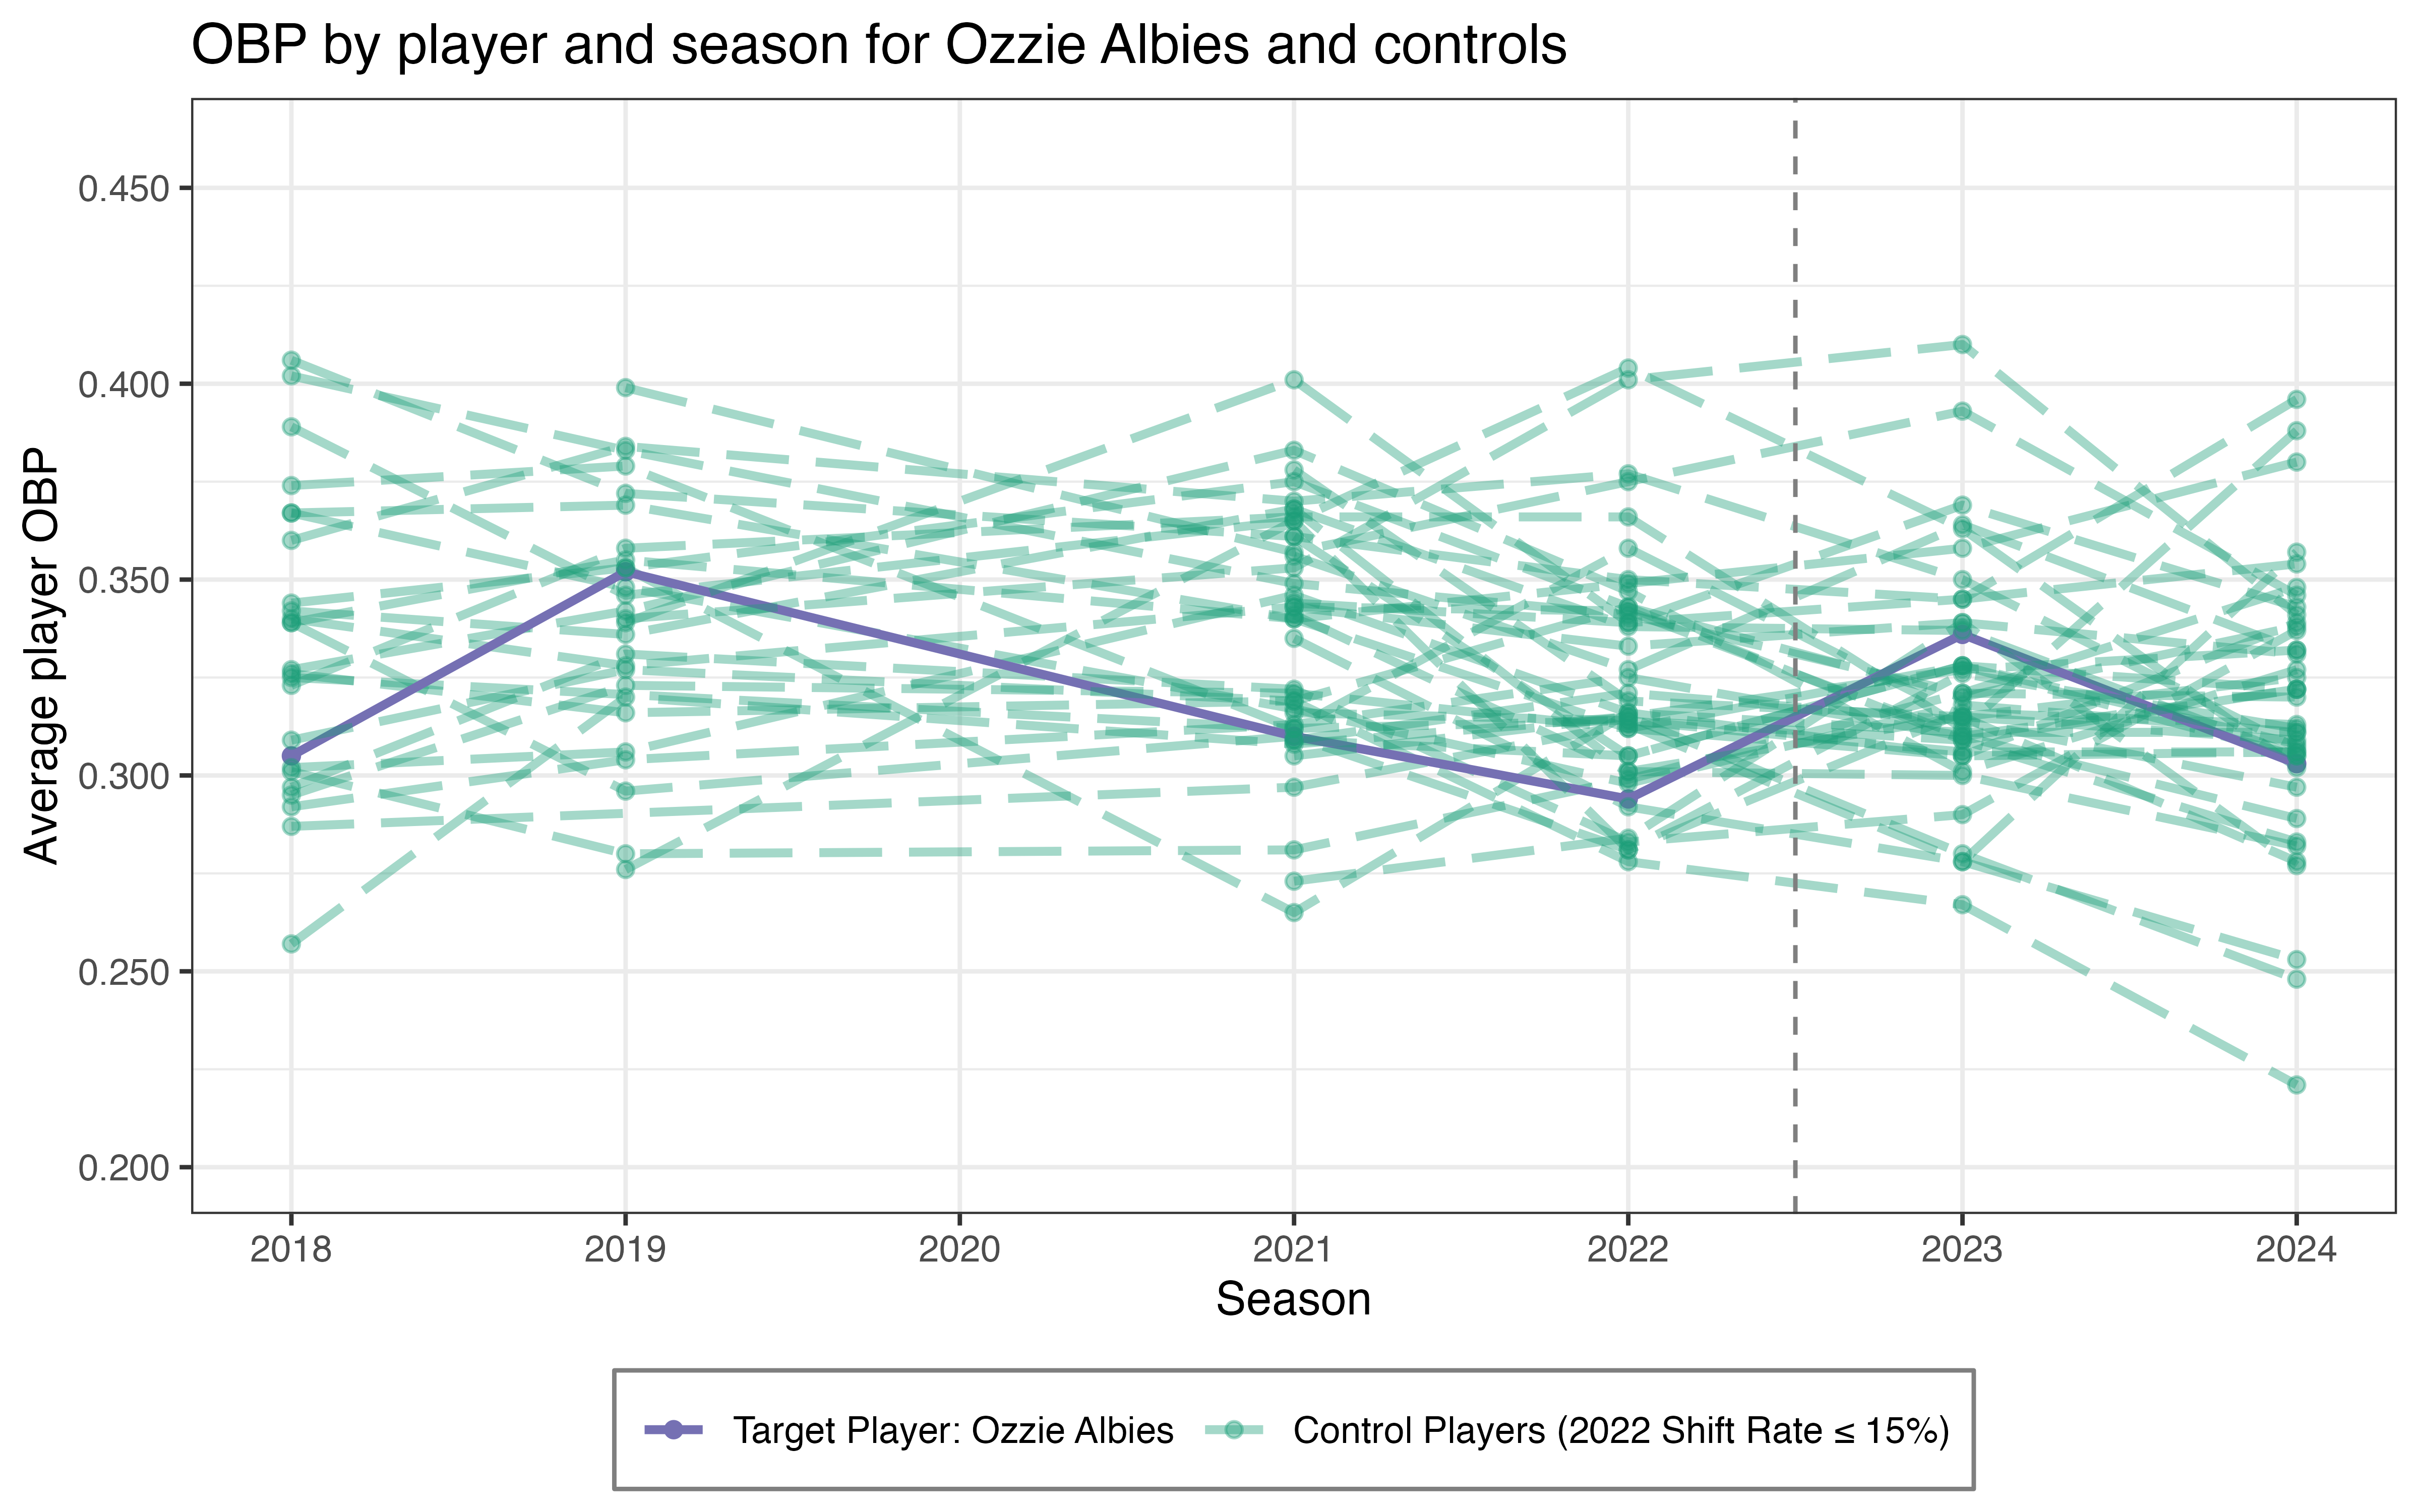 OBP by player and season for Ozzie Albies and controls
Average player OBP
0.450
0.400
0.350
0.300
0.250
0.200
2018 2019 2020 2021 2022 2023 2024
Season
Target Player: Ozzie Albies Control Players (2022 Shift Rate ≤ 15%)